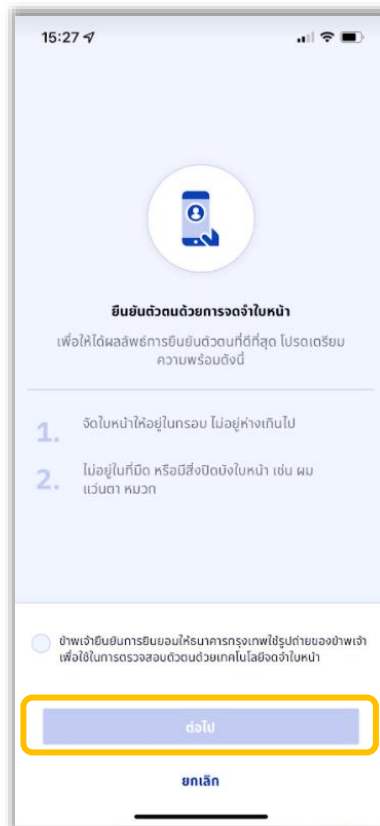 15:27
ยืนยันตัวตนด้วยการจดจำใบหน้า
เพื่อให้ได้ผลลัพธ์การยืนยันตัวตนที่ดีที่สุด โปรดเตรียม
ความพร้อมดังนี้
1. จัดใบหน้าให้อยู่ในกรอบ ไม่อยู่ห่างเกินไป
2. ไม่อยู่ในที่มืด หรือมีสิ่งปิดบังใบหน้า เช่น ผม
แว่นตา หมวก
ข้าพเจ้ายืนยันการยินยอมให้ธนาคารกรุงเทพใช้รูปถ่ายของข้าพเจ้า
เพื่อใช้ในการตรวจสอบตัวตนด้วยเทคโนโลยีจดจำใบหน้า
ต่อไป
ยกเลิก